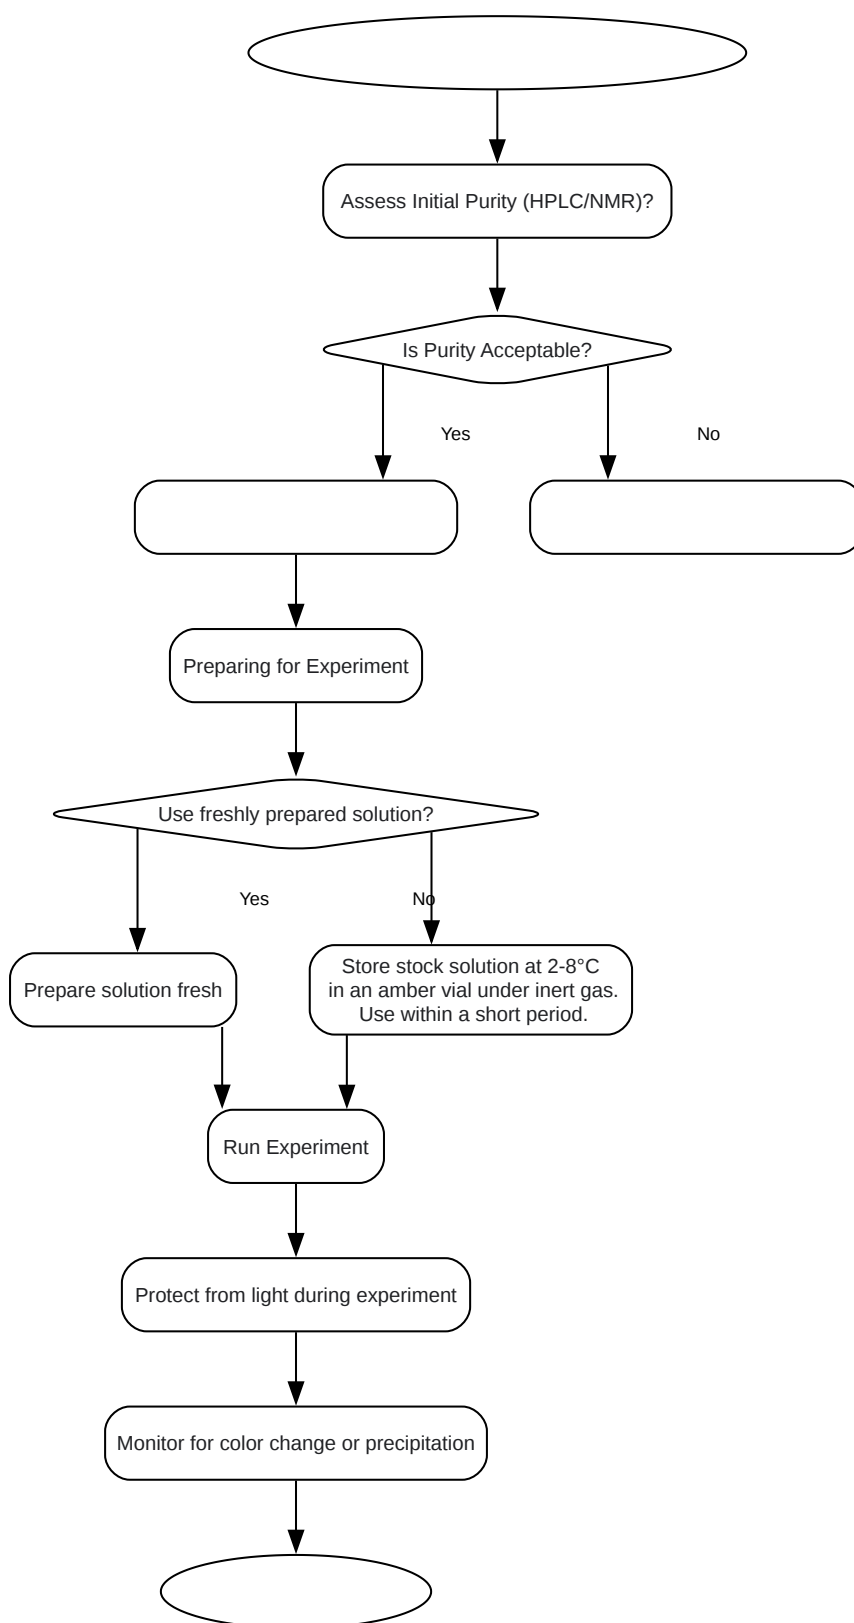 Assess Initial Purity (HPLC/NMR)?
Is Purity Acceptable?
Yes
No
Preparing for Experiment
Use freshly prepared solution?
Yes
No
Prepare solution fresh
Store stock solution at 2-8°C
in an amber vial under inert gas.
Use within a short period.
Run Experiment
Protect from light during experiment
Monitor for color change or precipitation